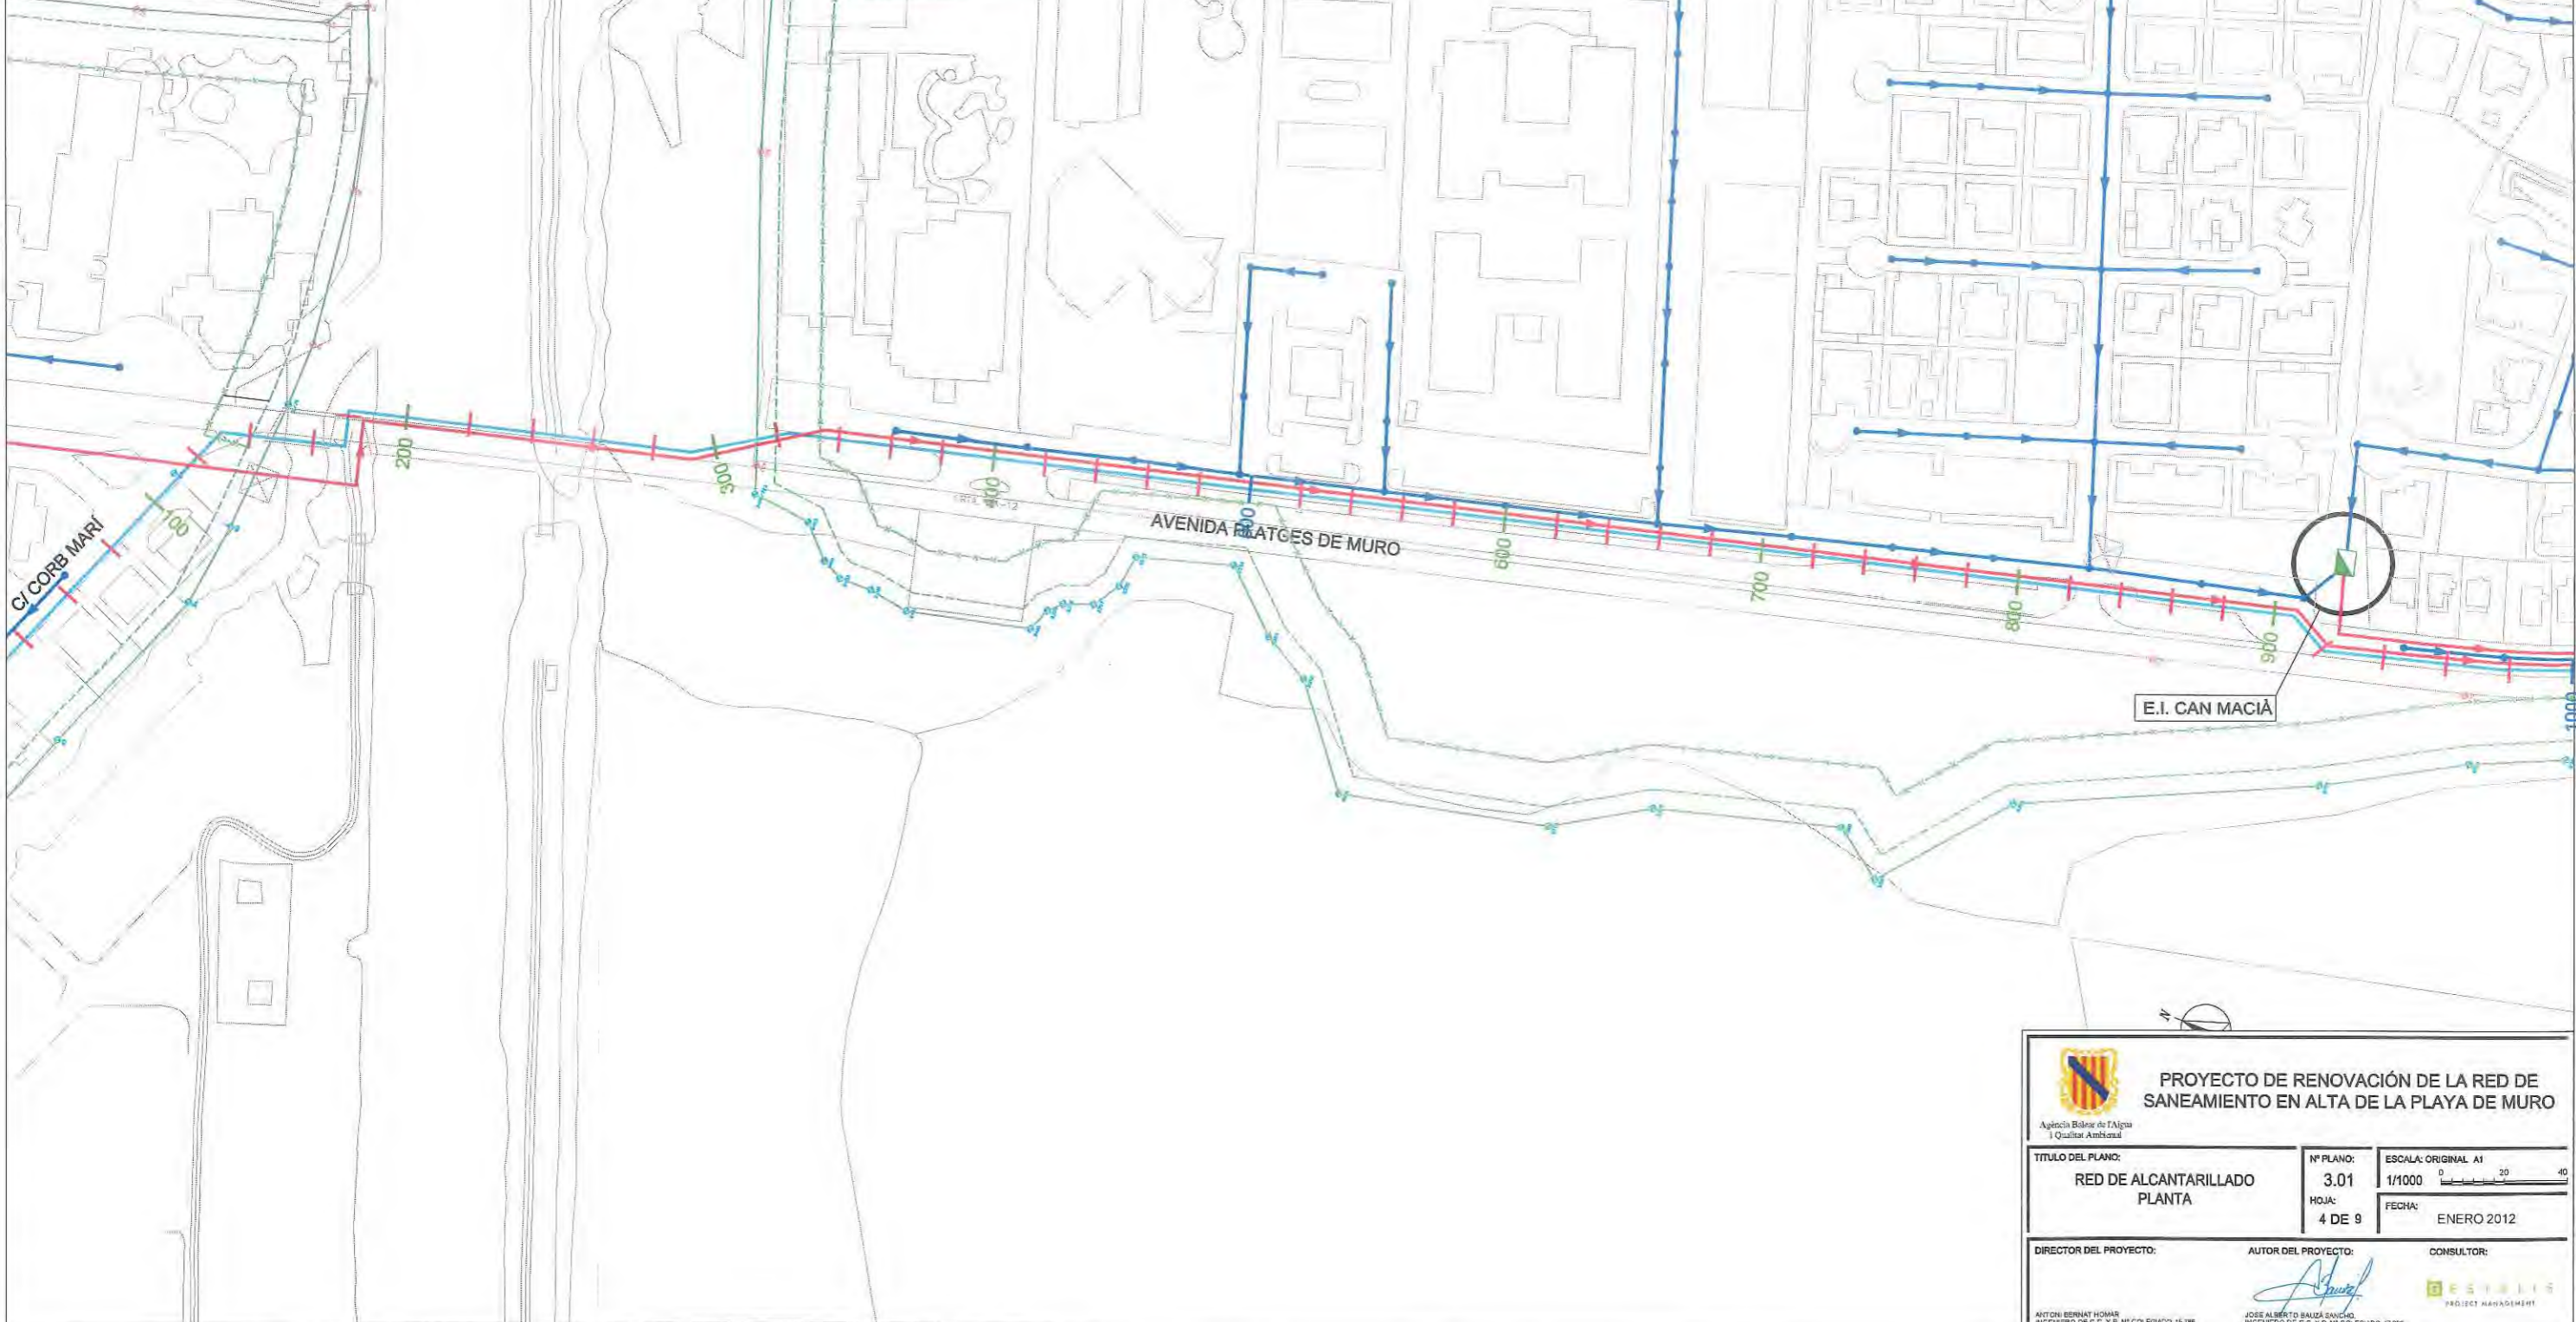 C/ CORB MARÍ
100
200
300
400
AVENIDA PLATGES DE MURO
600
700
800
900
1000
E.I. CAN MACIÀ
N
Agència Balear de l'Aigua
i Qualitat Ambiental
PROYECTO DE RENOVACIÓN DE LA RED DE
SANEAMIENTO EN ALTA DE LA PLAYA DE MURO
TITULO DEL PLANO:
RED DE ALCANTARILLADO
PLANTA
Nº PLANO:
3.01
HOJA:
4 DE 9
ESCALA: ORIGINAL A1
1/1000
0 20 40
FECHA:
ENERO 2012
DIRECTOR DEL PROYECTO:
ANTONI BERNAT HOMAR
AUTOR DEL PROYECTO:
JOSE ALBERTO BAUZÁ SANCHO
CONSULTOR:
PROJECT MANAGEMENT